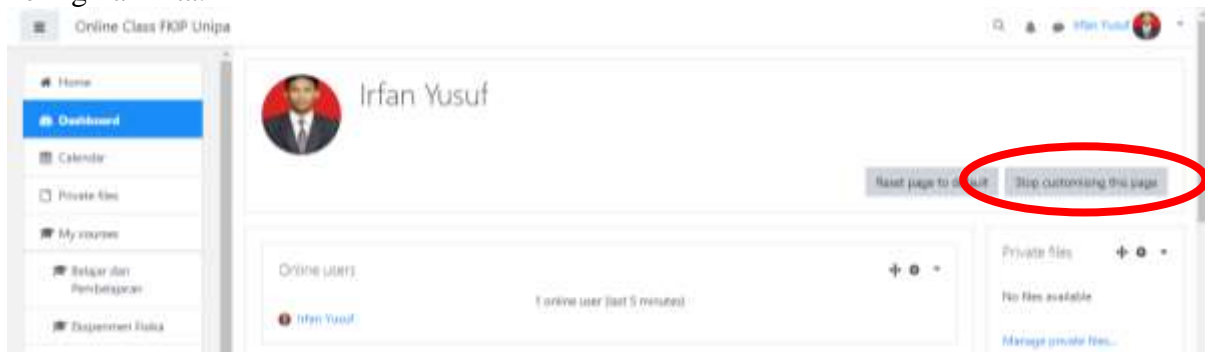 Online Class FKIP Unipa
Irfan Yusuf
Home
Dashboard
Calendar
Private files
My courses
Belajar dan
Pembelajaran
Eksperimen Fisika
Irfan Yusuf
Reset page to default
Stop customising this page
Online users
1 online user (last 5 minutes)
Irfan Yusuf
Private files
No files available
Manage private files...